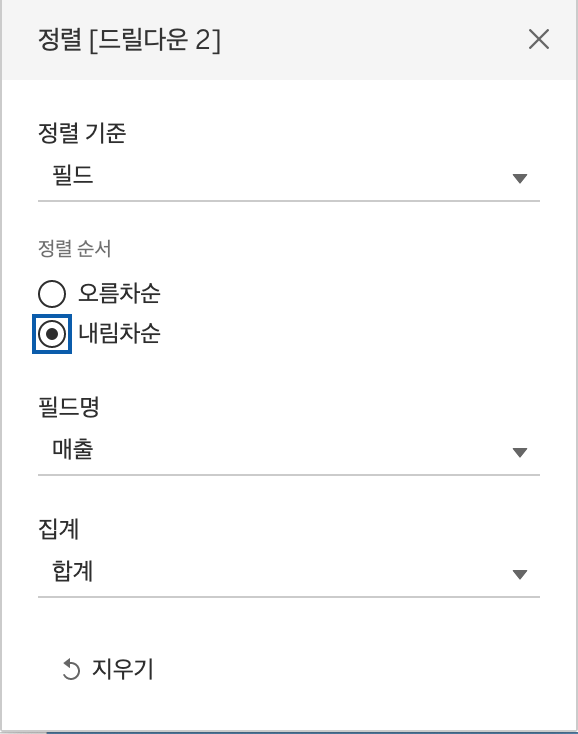 정렬 [드릴다운 2]
정렬 기준
필드
정렬 순서
오름차순
내림차순
필드명
매출
집계
합계
지우기